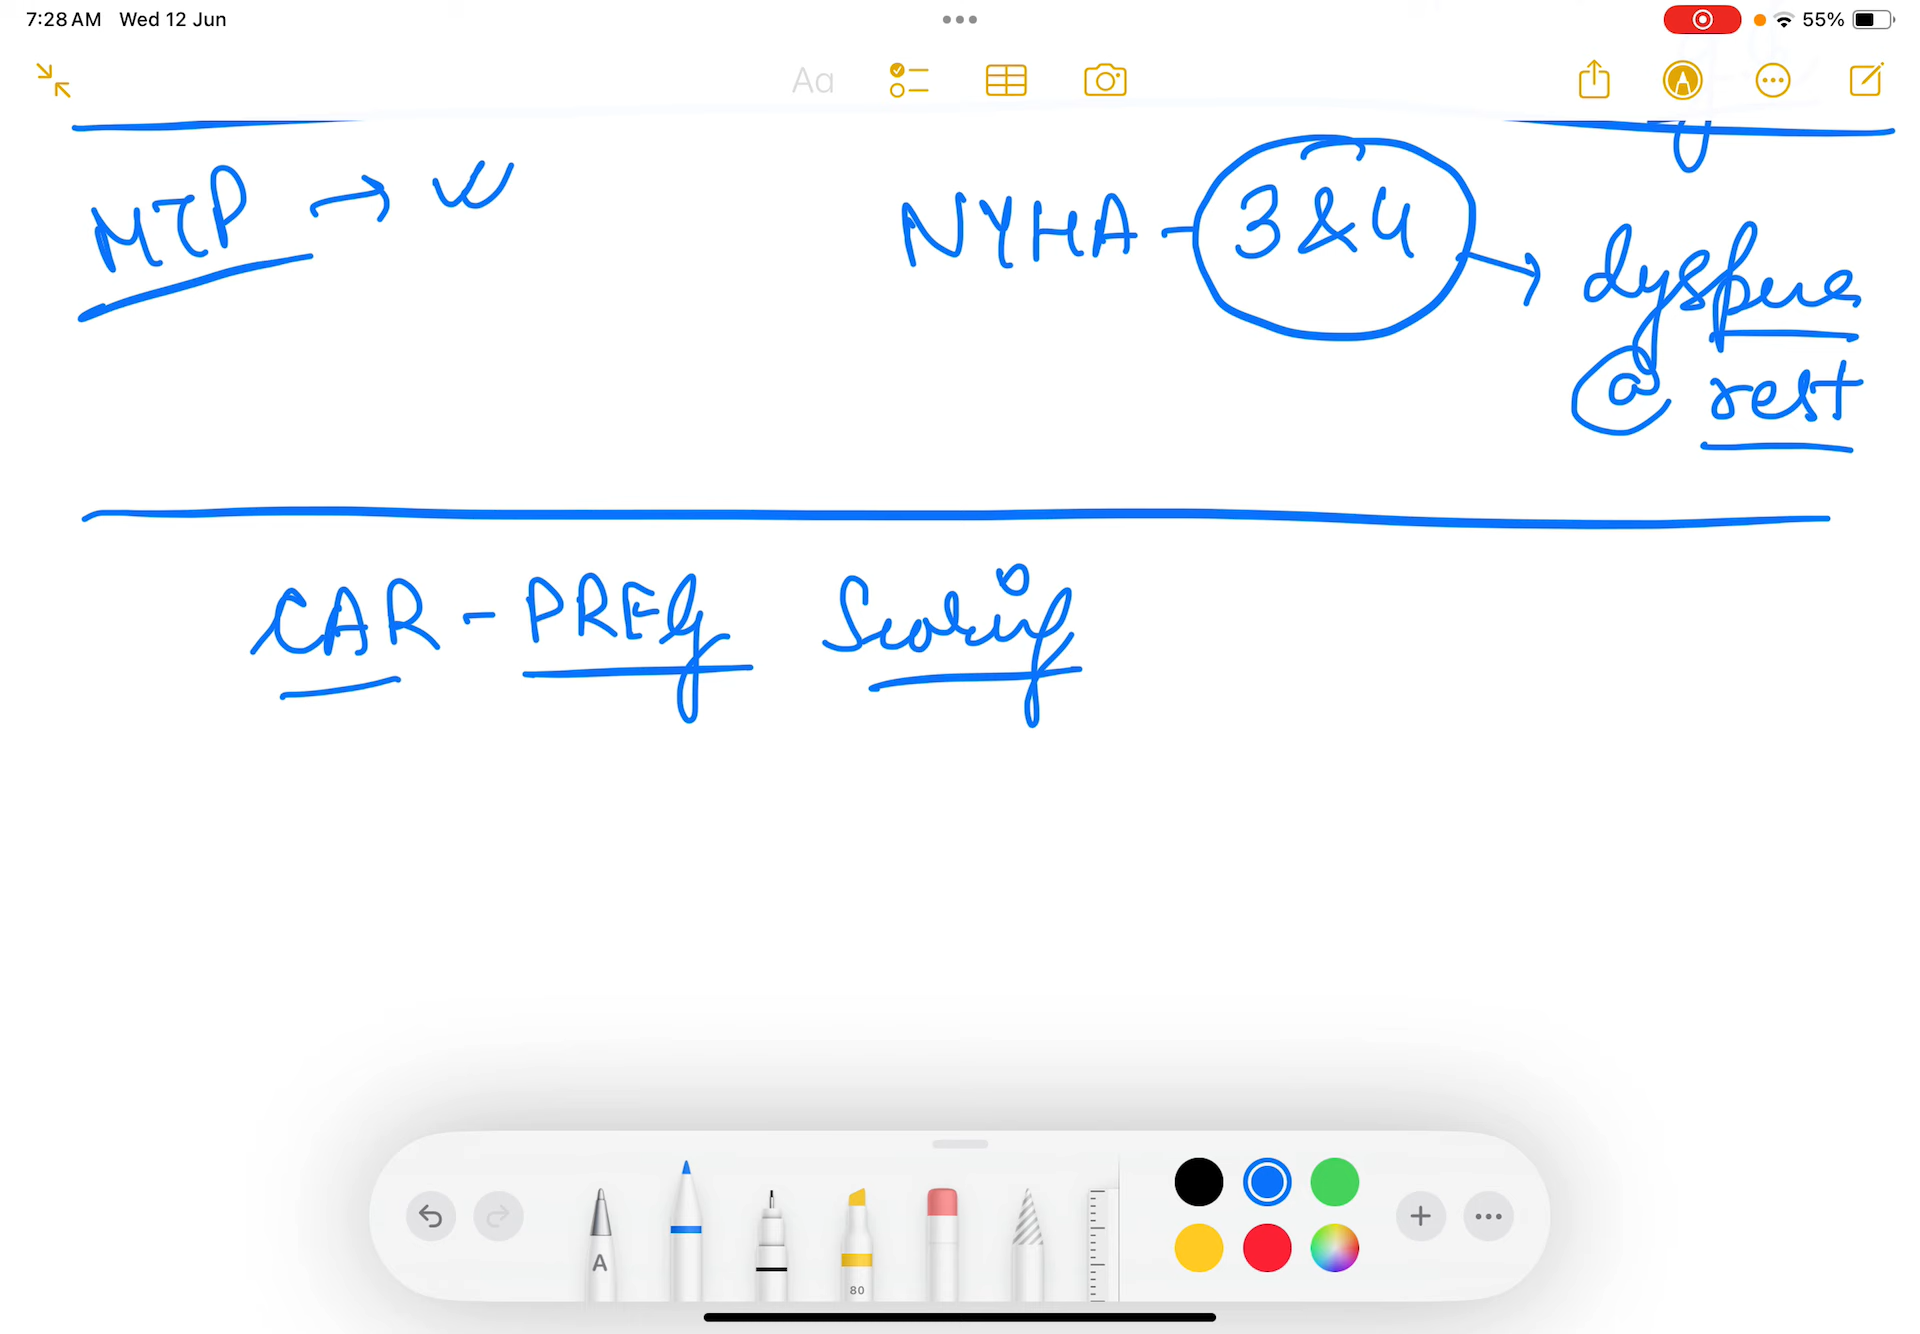 7:28 AM Wed 12 Jun
55%
Aa
MTP →
NYHA - 3 & 4 → dyspnea
@ rest
CAR - PREG Scoring
A
80